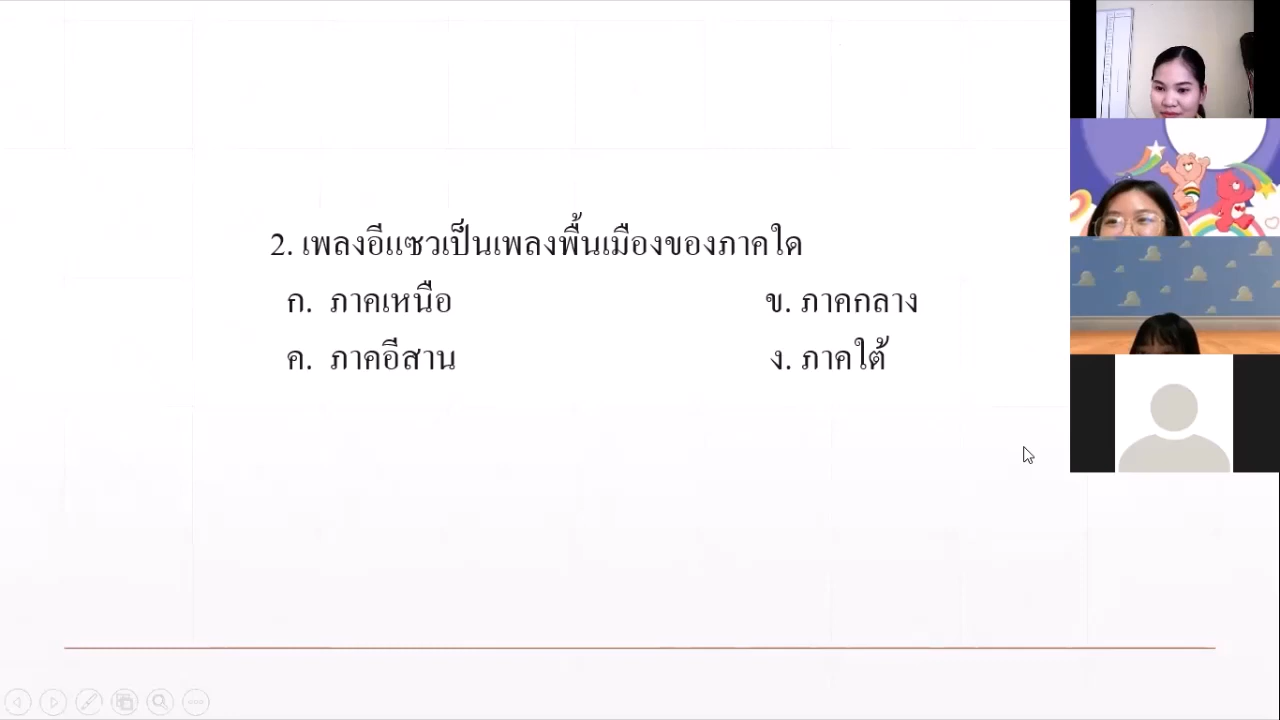 2. เพลงอีแซวเป็นเพลงพื้นเมืองของภาคใด
ก. ภาคเหนือ ข. ภาคกลาง
ค. ภาคอีสาน ง. ภาคใต้